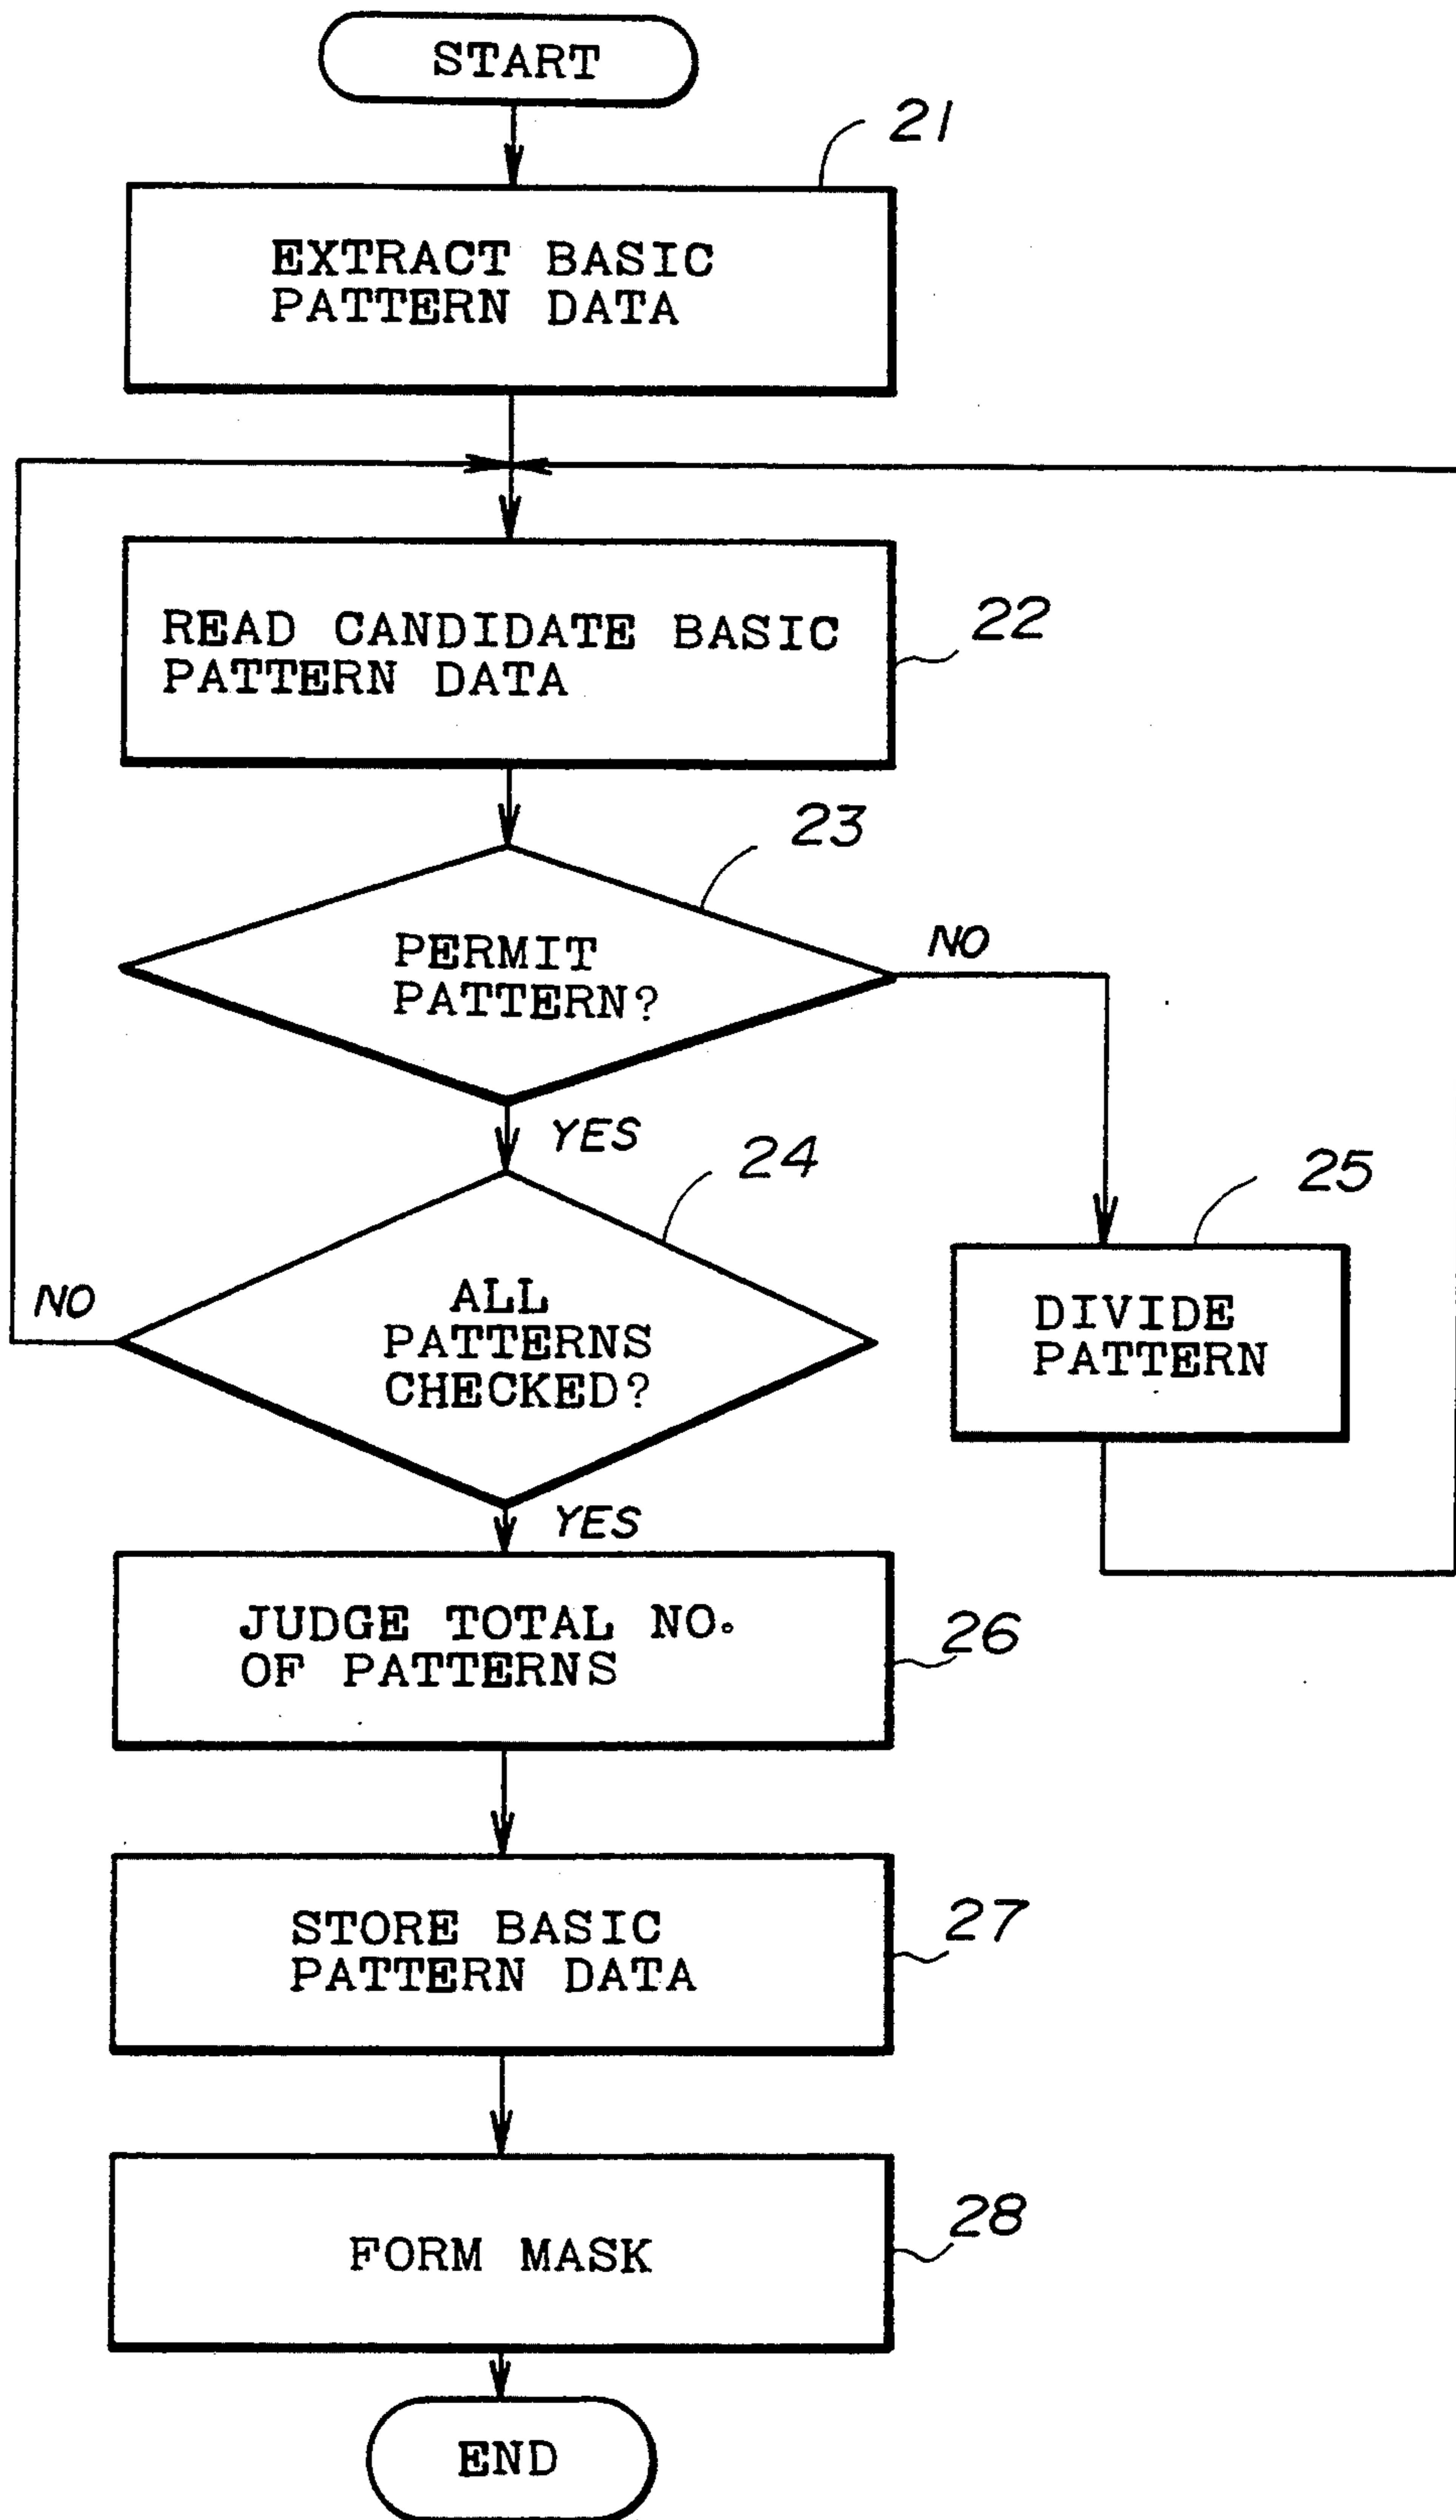 START
21
EXTRACT BASIC
PATTERN DATA
READ CANDIDATE BASIC
PATTERN DATA
22
23
PERMIT
PATTERN?
NO
YES
24
25
NO
ALL
PATTERNS
CHECKED?
DIVIDE
PATTERN
YES
JUDGE TOTAL NO.
OF PATTERNS
26
STORE BASIC
PATTERN DATA
27
FORM MASK
28
END